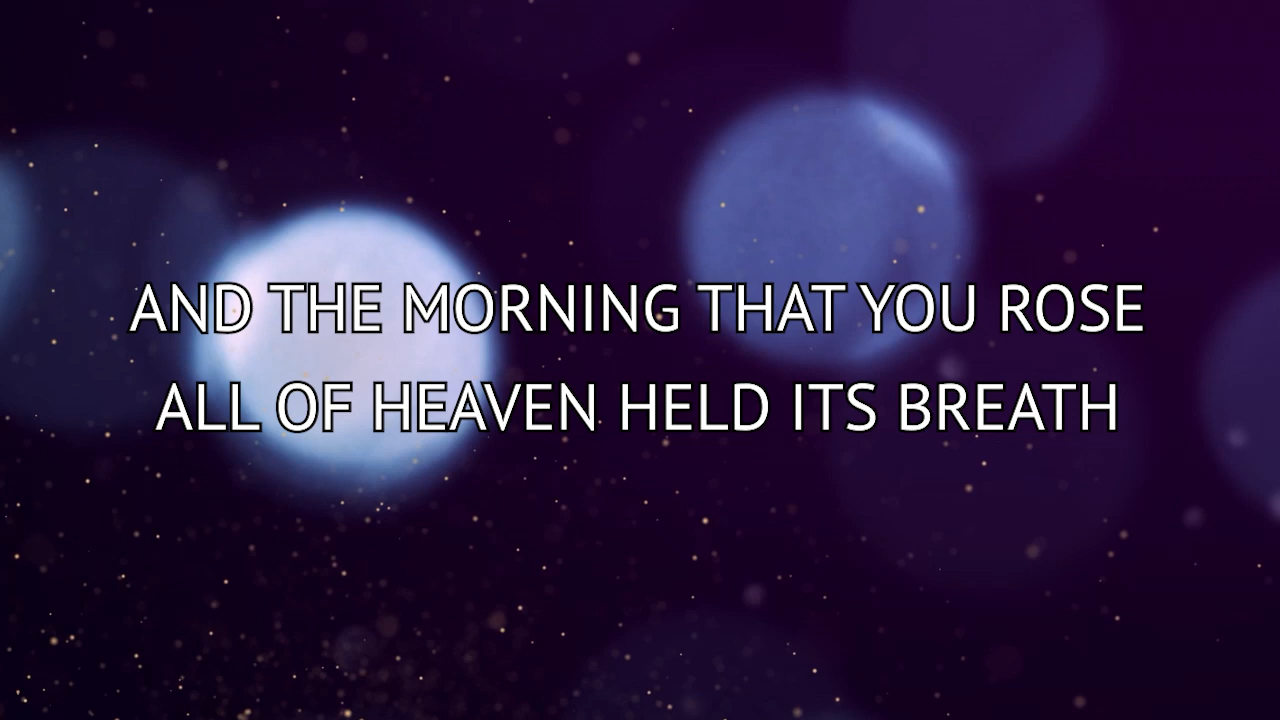 AND THE MORNING THAT YOU ROSE
ALL OF HEAVEN HELD ITS BREATH